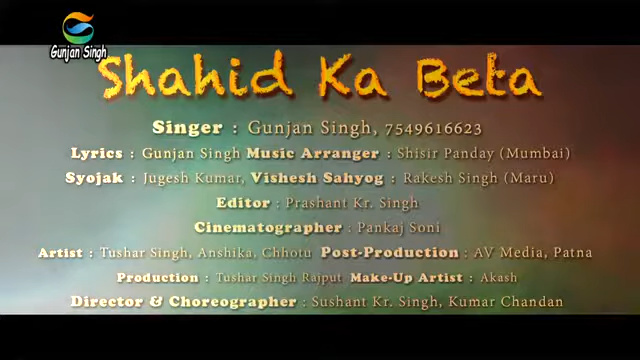 Gunjan Singh
Shahid Ka Beta
Singer : Gunjan Singh, 7549616623
Lyrics : Gunjan Singh Music Arranger : Shisir Panday (Mumbai)
Syojak : Jugesh Kumar, Vishesh Sahyog : Rakesh Singh (Maru)
Editor : Prashant Kr. Singh
Cinematographer : Pankaj Soni
Artist : Tushar Singh, Anshika, Chhotu Post-Production : AV Media, Patna
Production : Tushar Singh Rajput Make-Up Artist : Akash
Director & Choreographer : Sushant Kr. Singh, Kumar Chandan